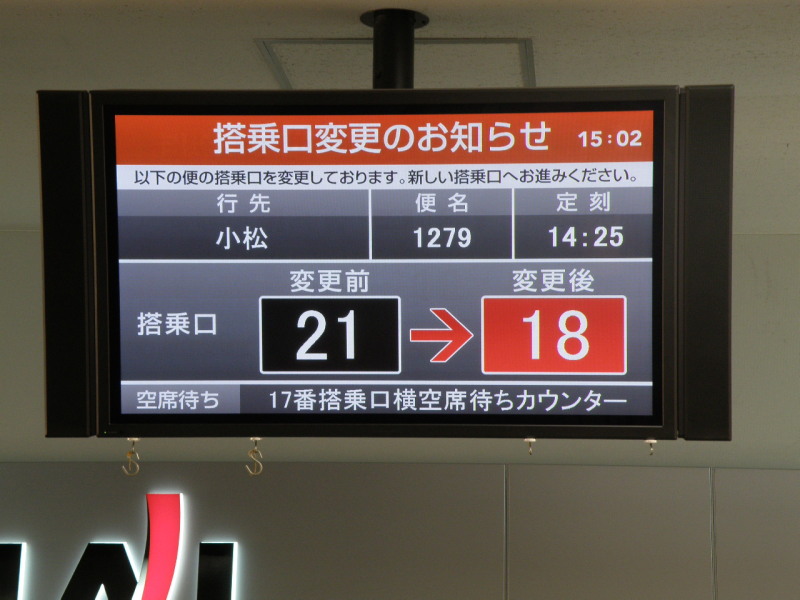 搭乗口変更のお知らせ 15:02
以下の便の搭乗口を変更しております。新しい搭乗口へお進みください。
行先 便名 定刻
小松 1279 14:25
変更前 変更後
搭乗口 21 18
空席待ち 17番搭乗口横空席待ちカウンター